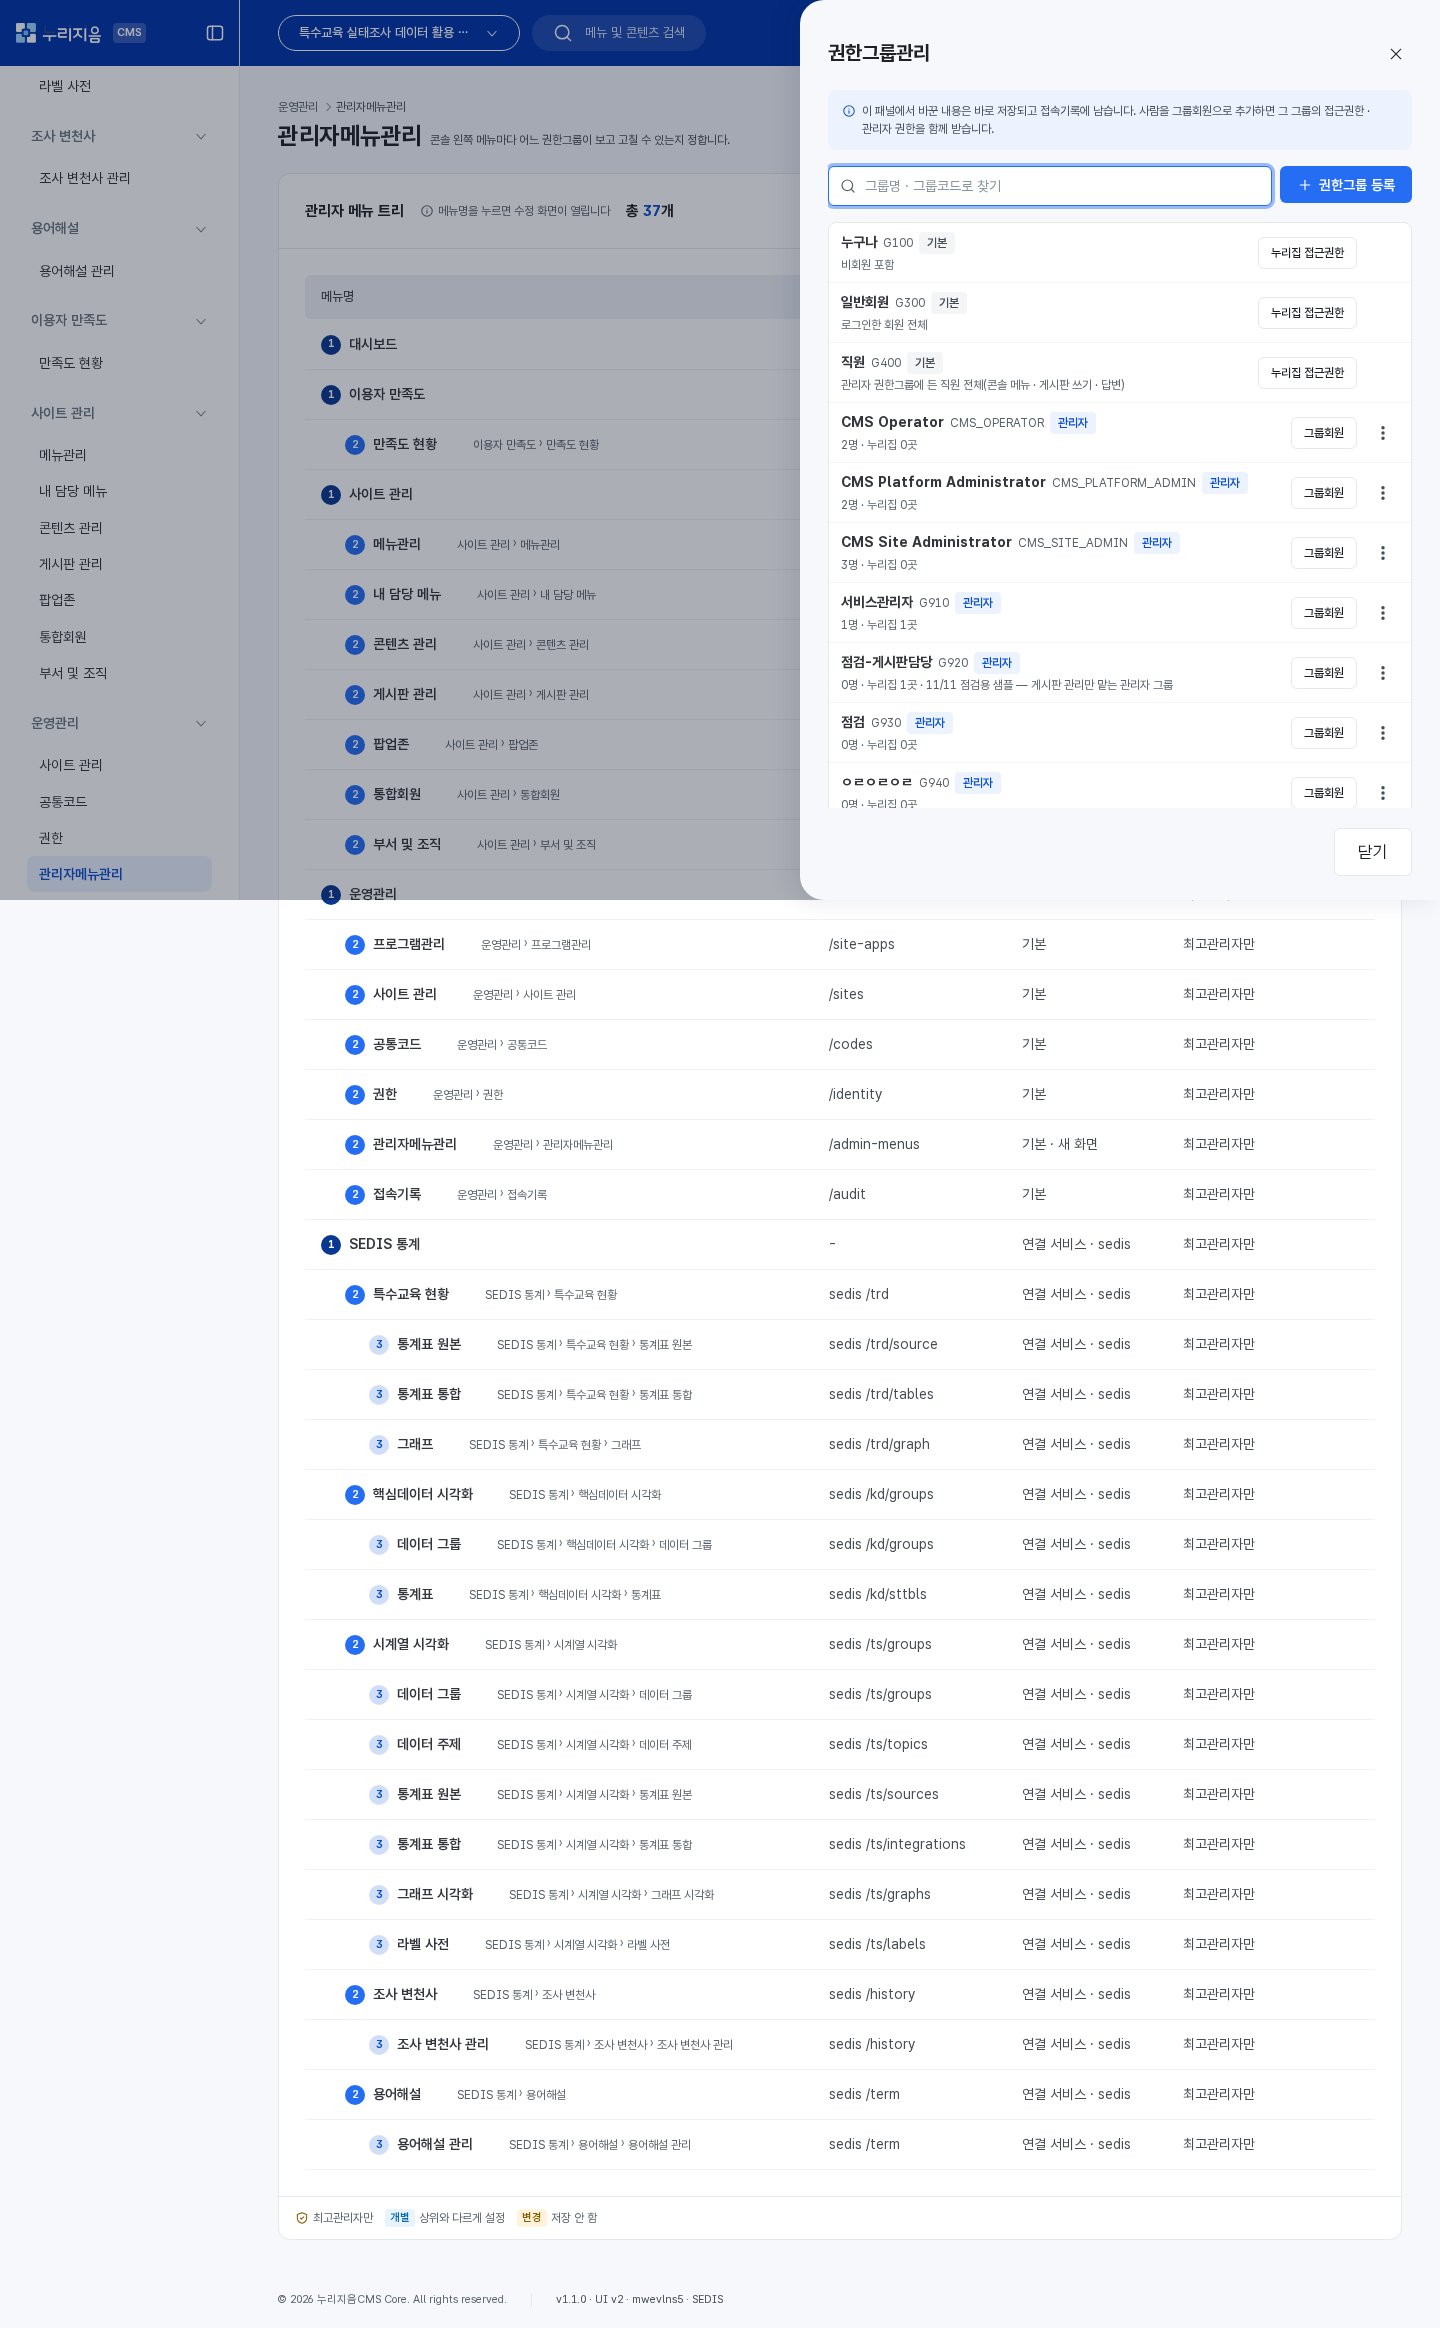 누리지음 CMS
특수교육 실태조사 데이터 활용 ···
메뉴 및 콘텐츠 검색
라벨 사전
조사 변천사
조사 변천사 관리
용어해설
용어해설 관리
이용자 만족도
만족도 현황
사이트 관리
메뉴관리
내 담당 메뉴
콘텐츠 관리
게시판 관리
팝업존
통합회원
부서 및 조직
운영관리
사이트 관리
공통코드
권한
관리자메뉴관리
운영관리 > 관리자메뉴관리
관리자메뉴관리 콘솔 왼쪽 메뉴마다 어느 권한그룹이 보고 고칠 수 있는지 정합니다.
관리자 메뉴 트리 메뉴명을 누르면 수정 화면이 열립니다 총 37개
메뉴명
1 대시보드
1 이용자 만족도
2 만족도 현황 이용자 만족도 › 만족도 현황
1 사이트 관리
2 메뉴관리 사이트 관리 › 메뉴관리
2 내 담당 메뉴 사이트 관리 › 내 담당 메뉴
2 콘텐츠 관리 사이트 관리 › 콘텐츠 관리
2 게시판 관리 사이트 관리 › 게시판 관리
2 팝업존 사이트 관리 › 팝업존
2 통합회원 사이트 관리 › 통합회원
2 부서 및 조직 사이트 관리 › 부서 및 조직
1 운영관리
2 프로그램관리 운영관리 › 프로그램관리 /site-apps 기본 최고관리자만
2 사이트 관리 운영관리 › 사이트 관리 /sites 기본 최고관리자만
2 공통코드 운영관리 › 공통코드 /codes 기본 최고관리자만
2 권한 운영관리 › 권한 /identity 기본 최고관리자만
2 관리자메뉴관리 운영관리 › 관리자메뉴관리 /admin-menus 기본 · 새 화면 최고관리자만
2 접속기록 운영관리 › 접속기록 /audit 기본 최고관리자만
1 SEDIS 통계 - 연결 서비스 · sedis 최고관리자만
2 특수교육 현황 SEDIS 통계 › 특수교육 현황 sedis /trd 연결 서비스 · sedis 최고관리자만
3 통계표 원본 SEDIS 통계 › 특수교육 현황 › 통계표 원본 sedis /trd/source 연결 서비스 · sedis 최고관리자만
3 통계표 통합 SEDIS 통계 › 특수교육 현황 › 통계표 통합 sedis /trd/tables 연결 서비스 · sedis 최고관리자만
3 그래프 SEDIS 통계 › 특수교육 현황 › 그래프 sedis /trd/graph 연결 서비스 · sedis 최고관리자만
2 핵심데이터 시각화 SEDIS 통계 › 핵심데이터 시각화 sedis /kd/groups 연결 서비스 · sedis 최고관리자만
3 데이터 그룹 SEDIS 통계 › 핵심데이터 시각화 › 데이터 그룹 sedis /kd/groups 연결 서비스 · sedis 최고관리자만
3 통계표 SEDIS 통계 › 핵심데이터 시각화 › 통계표 sedis /kd/sttbls 연결 서비스 · sedis 최고관리자만
2 시계열 시각화 SEDIS 통계 › 시계열 시각화 sedis /ts/groups 연결 서비스 · sedis 최고관리자만
3 데이터 그룹 SEDIS 통계 › 시계열 시각화 › 데이터 그룹 sedis /ts/groups 연결 서비스 · sedis 최고관리자만
3 데이터 주제 SEDIS 통계 › 시계열 시각화 › 데이터 주제 sedis /ts/topics 연결 서비스 · sedis 최고관리자만
3 통계표 원본 SEDIS 통계 › 시계열 시각화 › 통계표 원본 sedis /ts/sources 연결 서비스 · sedis 최고관리자만
3 통계표 통합 SEDIS 통계 › 시계열 시각화 › 통계표 통합 sedis /ts/integrations 연결 서비스 · sedis 최고관리자만
3 그래프 시각화 SEDIS 통계 › 시계열 시각화 › 그래프 시각화 sedis /ts/graphs 연결 서비스 · sedis 최고관리자만
3 라벨 사전 SEDIS 통계 › 시계열 시각화 › 라벨 사전 sedis /ts/labels 연결 서비스 · sedis 최고관리자만
2 조사 변천사 SEDIS 통계 › 조사 변천사 sedis /history 연결 서비스 · sedis 최고관리자만
3 조사 변천사 관리 SEDIS 통계 › 조사 변천사 › 조사 변천사 관리 sedis /history 연결 서비스 · sedis 최고관리자만
2 용어해설 SEDIS 통계 › 용어해설 sedis /term 연결 서비스 · sedis 최고관리자만
3 용어해설 관리 SEDIS 통계 › 용어해설 › 용어해설 관리 sedis /term 연결 서비스 · sedis 최고관리자만
최고관리자만 개별 상위와 다르게 설정 변경 저장 안 함
© 2026 누리지음CMS Core. All rights reserved. v1.1.0 · UI v2 · mwevlns5 · SEDIS
권한그룹관리
이 패널에서 바꾼 내용은 바로 저장되고 접속기록에 남습니다. 사람을 그룹회원으로 추가하면 그 그룹의 접근권한 ·
관리자 권한을 함께 받습니다.
그룹명 · 그룹코드로 찾기
+ 권한그룹 등록
누구나 G100 기본
비회원 포함
누리집 접근권한
일반회원 G300 기본
로그인한 회원 전체
누리집 접근권한
직원 G400 기본
관리자 권한그룹에 든 직원 전체(콘솔 메뉴 · 게시판 쓰기 · 답변)
누리집 접근권한
CMS Operator CMS_OPERATOR 관리자
2명 · 누리집 0곳
그룹회원
CMS Platform Administrator CMS_PLATFORM_ADMIN 관리자
2명 · 누리집 0곳
그룹회원
CMS Site Administrator CMS_SITE_ADMIN 관리자
3명 · 누리집 0곳
그룹회원
서비스관리자 G910 관리자
1명 · 누리집 1곳
그룹회원
점검-게시판담당 G920 관리자
0명 · 누리집 1곳 · 11/11 점검용 샘플 — 게시판 관리만 맡는 관리자 그룹
그룹회원
점검 G930 관리자
0명 · 누리집 0곳
그룹회원
ㅇㄹㅇㄹㅇㄹ G940 관리자
0명 · 누리집 0곳
그룹회원
닫기